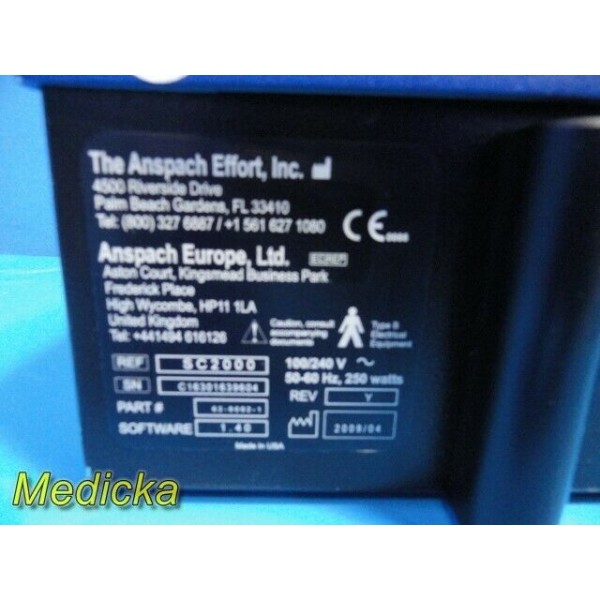 The Anspach Effort, Inc.
4500 Riverside Drive
Palm Beach Gardens, FL 33410
Tel: (800) 327 6887 / +1 561 627 1080
CE
Anspach Europe, Ltd. EC REP
Aston Court, Kingsmead Business Park
Frederick Place
High Wycombe, HP11 1LA
United Kingdom
Tel: +441494 616126
Caution, consult
accompanying
documents
Type B
Electrical
Equipment
REF SC2000
100/240 V
50-60 Hz, 250 watts
SN C16301639604
REV Y
PART #
SOFTWARE 1.40
2009/04
Made in USA
Medicka